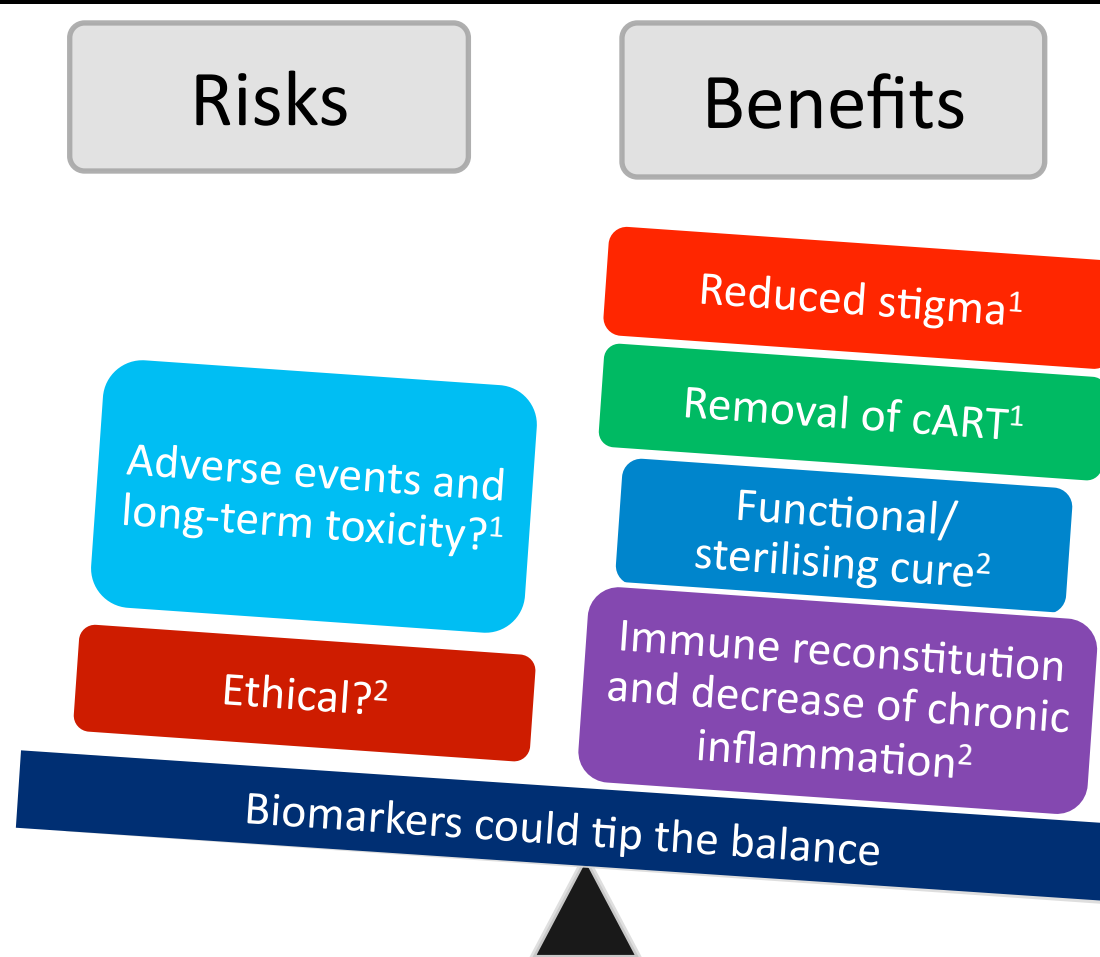 Risks
Benefits
Reduced stigma¹
Removal of cART¹
Functional/
sterilising cure²
Immune reconstitution
and decrease of chronic
inflammation²
Adverse events and
long-term toxicity?¹
Ethical?²
Biomarkers could tip the balance